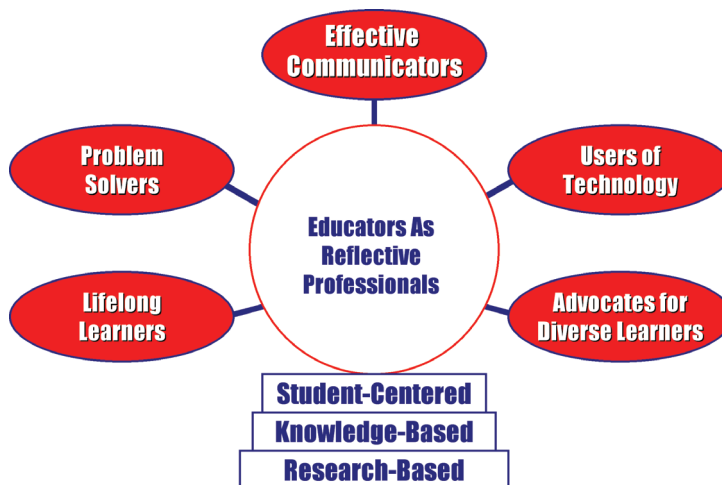 Effective
Communicators
Problem
Solvers
Users of
Technology
Educators As
Reflective
Professionals
Lifelong
Learners
Advocates for
Diverse Learners
Student-Centered
Knowledge-Based
Research-Based